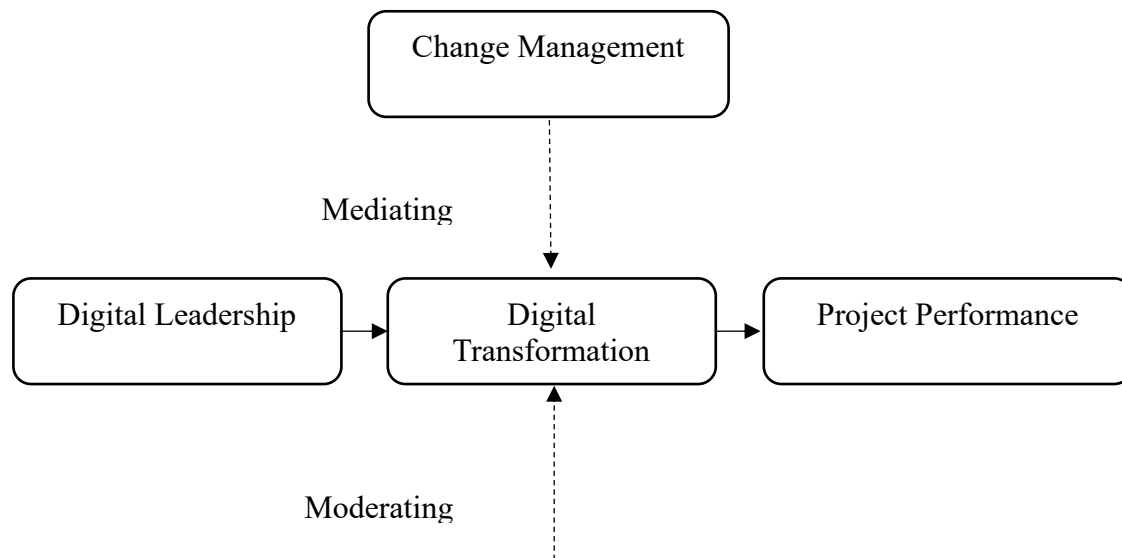 Change Management
Mediating
Digital Leadership
Digital
Transformation
Project Performance
Moderating